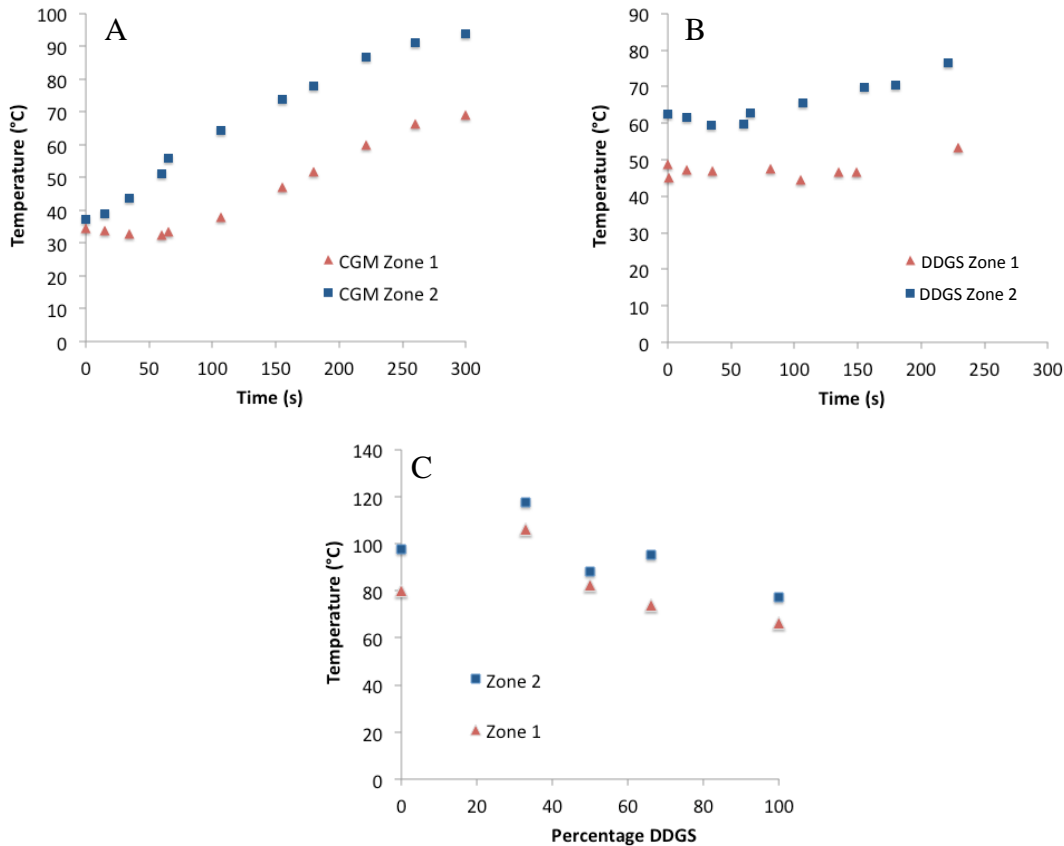 A
100
90
80
70
60
50
40
30
20
10
0
Temperature (°C)
CGM Zone 1
CGM Zone 2
0 50 100 150 200 250 300
Time (s)
B
90
80
70
60
50
40
30
20
10
0
Temperature (°C)
DDGS Zone 1
DDGS Zone 2
0 50 100 150 200 250 300
Time (s)
C
140
120
100
80
60
40
20
0
Temperature (°C)
Zone 2
Zone 1
0 20 40 60 80 100
Percentage DDGS